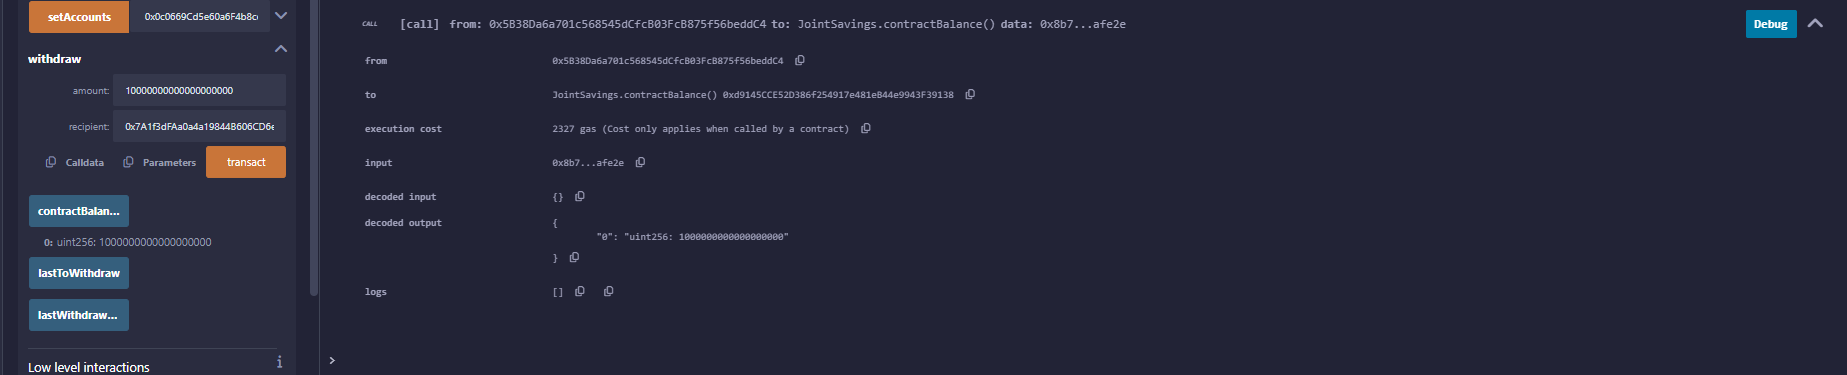 setAccounts 0x0c0669Cd5e60a6F4b8c
withdraw
amount: 10000000000000000000
recipient: 0x7A1f3dFAa0a4a19844B606CD6e
Calldata Parameters transact
contractBalan...
0: uint256: 1000000000000000000
lastToWithdraw
lastWithdraw...
Low level interactions i
CALL [call] from: 0x5B38Da6a701c568545dCfcB03FcB875f56beddC4 to: JointSavings.contractBalance() data: 0x8b7...afe2e Debug
from 0x5B38Da6a701c568545dCfcB03FcB875f56beddC4
to JointSavings.contractBalance() 0xd9145CCE52D386f254917e481eB44e9943F39138
execution cost 2327 gas (Cost only applies when called by a contract)
input 0x8b7...afe2e
decoded input {}
decoded output {
"0": "uint256: 1000000000000000000"
}
logs []
>